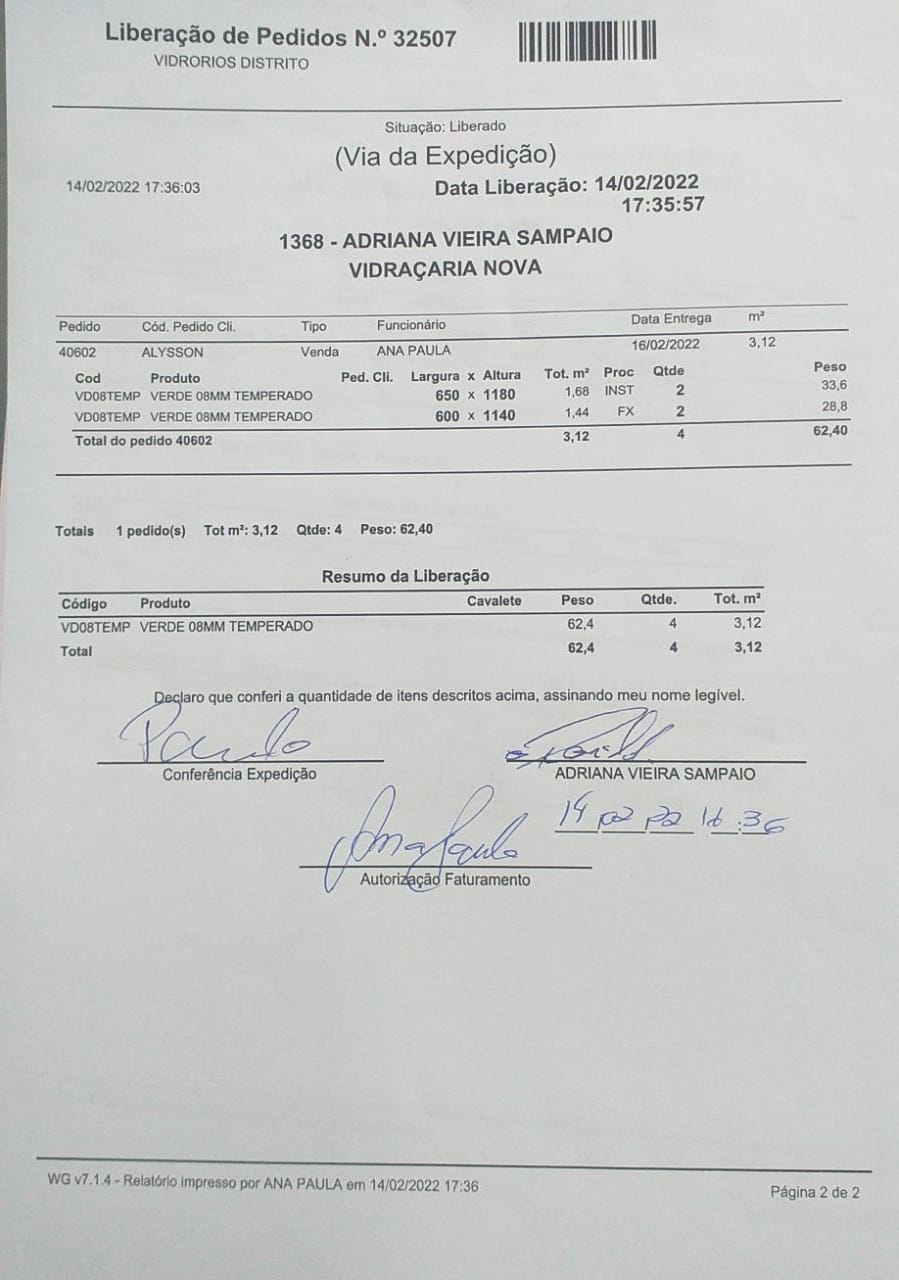 Liberação de Pedidos N.º 32507
VIDRORIOS DISTRITO
Situação: Liberado
(Via da Expedição)
14/02/2022 17:36:03 Data Liberação: 14/02/2022
17:35:57
1368 - ADRIANA VIEIRA SAMPAIO
VIDRAÇARIA NOVA
Pedido Cód. Pedido Cli. Tipo Funcionário Data Entrega m²
40602 ALYSSON Venda ANA PAULA 16/02/2022 3,12
Cod Produto Ped. Cli. Largura x Altura Tot. m² Proc Qtde Peso
VD08TEMP VERDE 08MM TEMPERADO 650 x 1180 1,68 INST 2 33,6
VD08TEMP VERDE 08MM TEMPERADO 600 x 1140 1,44 FX 2 28,8
Total do pedido 40602 3,12 4 62,40
Totais 1 pedido(s) Tot m²: 3,12 Qtde: 4 Peso: 62,40
Resumo da Liberação
Código Produto Cavalete Peso Qtde. Tot. m²
VD08TEMP VERDE 08MM TEMPERADO 62,4 4 3,12
Total 62,4 4 3,12
Declaro que conferi a quantidade de itens descritos acima, assinando meu nome legível.
Paulo
Conferência Expedição ADRIANA VIEIRA SAMPAIO
14 02 22 :36
Ana Paula
Autorização Faturamento
WG v7.1.4 - Relatório impresso por ANA PAULA em 14/02/2022 17:36
Página 2 de 2